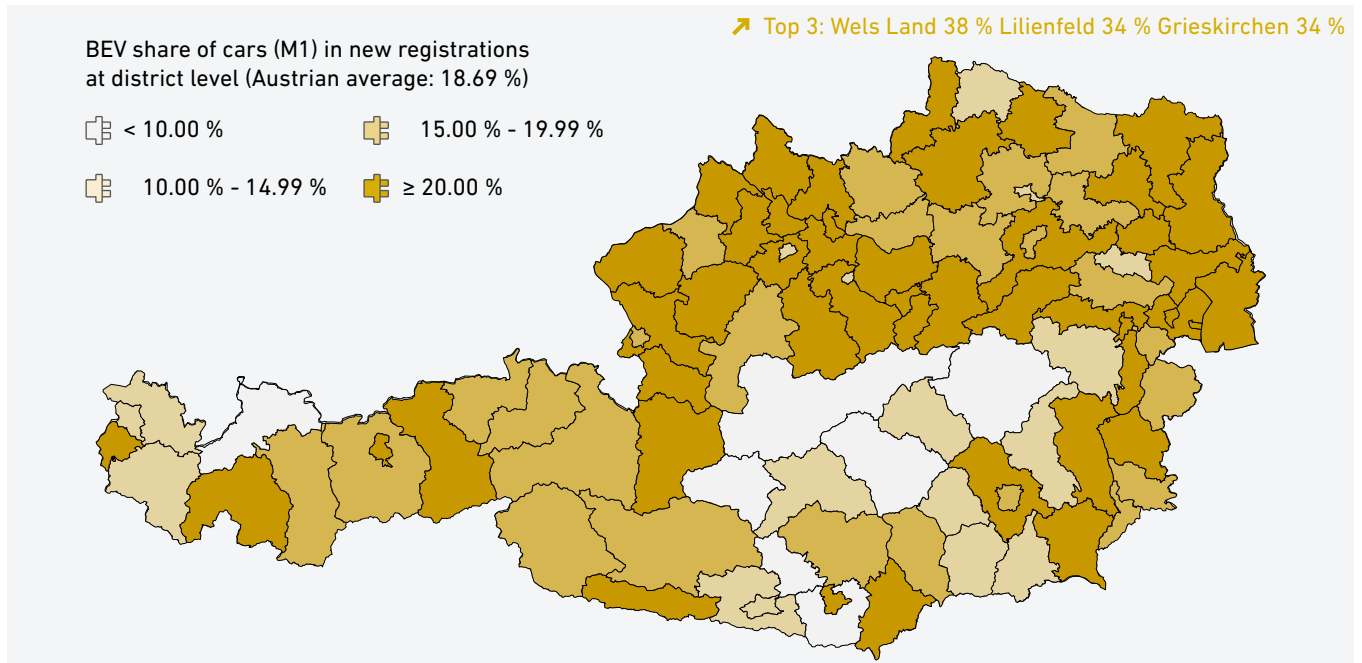 ↗ Top 3: Wels Land 38 % Lilienfeld 34 % Grieskirchen 34 %
BEV share of cars (M1) in new registrations
at district level (Austrian average: 18.69 %)
< 10.00 %
15.00 % - 19.99 %
10.00 % - 14.99 %
≥ 20.00 %